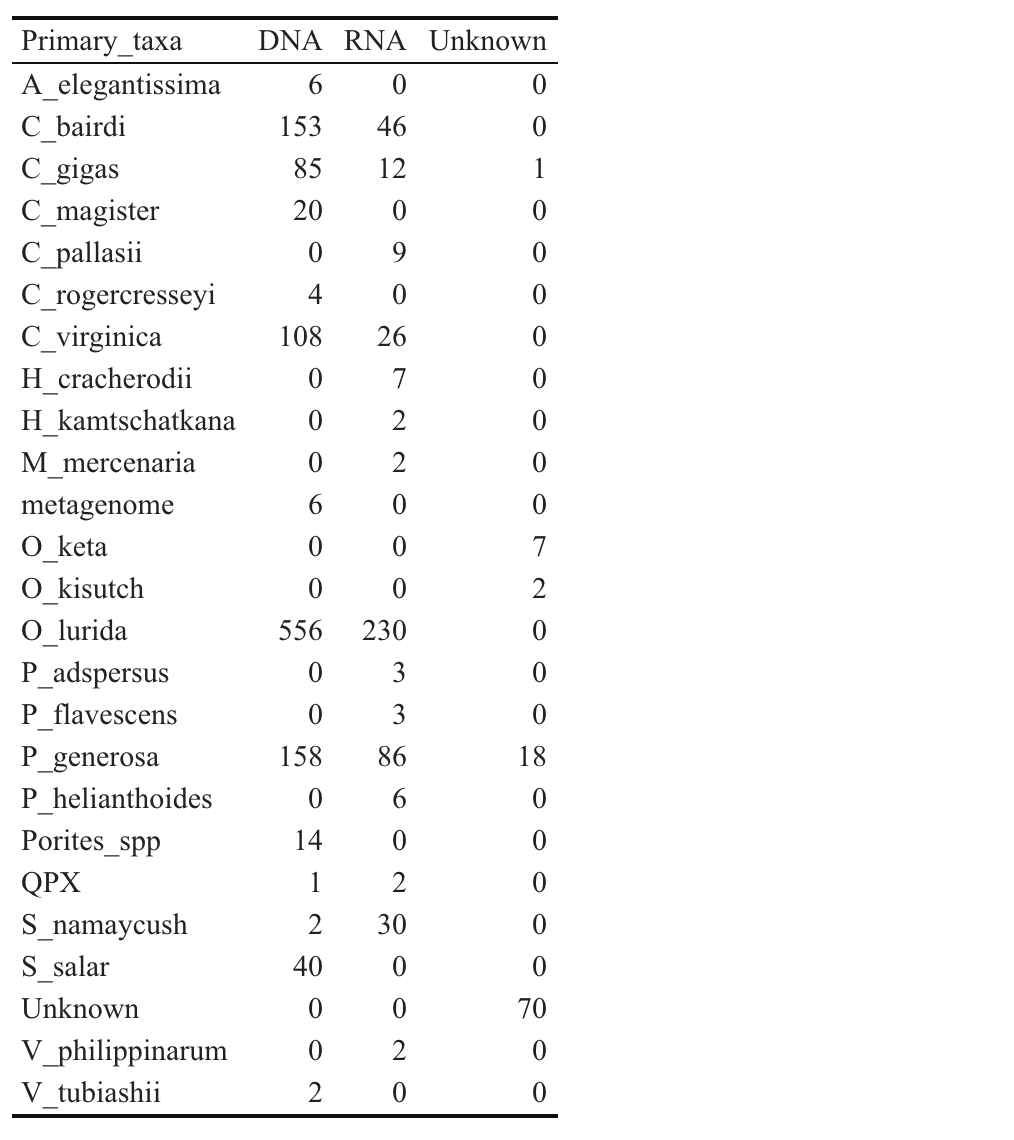 Primary_taxa DNA RNA Unknown
A_elegantissima 6 0 0
C_bairdi 153 46 0
C_gigas 85 12 1
C_magister 20 0 0
C_pallasii 0 9 0
C_rogercresseyi 4 0 0
C_virginica 108 26 0
H_cracherodii 0 7 0
H_kamtschatkana 0 2 0
M_mercenaria 0 2 0
metagenome 6 0 0
O_keta 0 0 7
O_kisutch 0 0 2
O_lurida 556 230 0
P_adspersus 0 3 0
P_flavescens 0 3 0
P_generosa 158 86 18
P_helianthoides 0 6 0
Porites_spp 14 0 0
QPX 1 2 0
S_namaycush 2 30 0
S_salar 40 0 0
Unknown 0 0 70
V_philippinarum 0 2 0
V_tubiashii 2 0 0